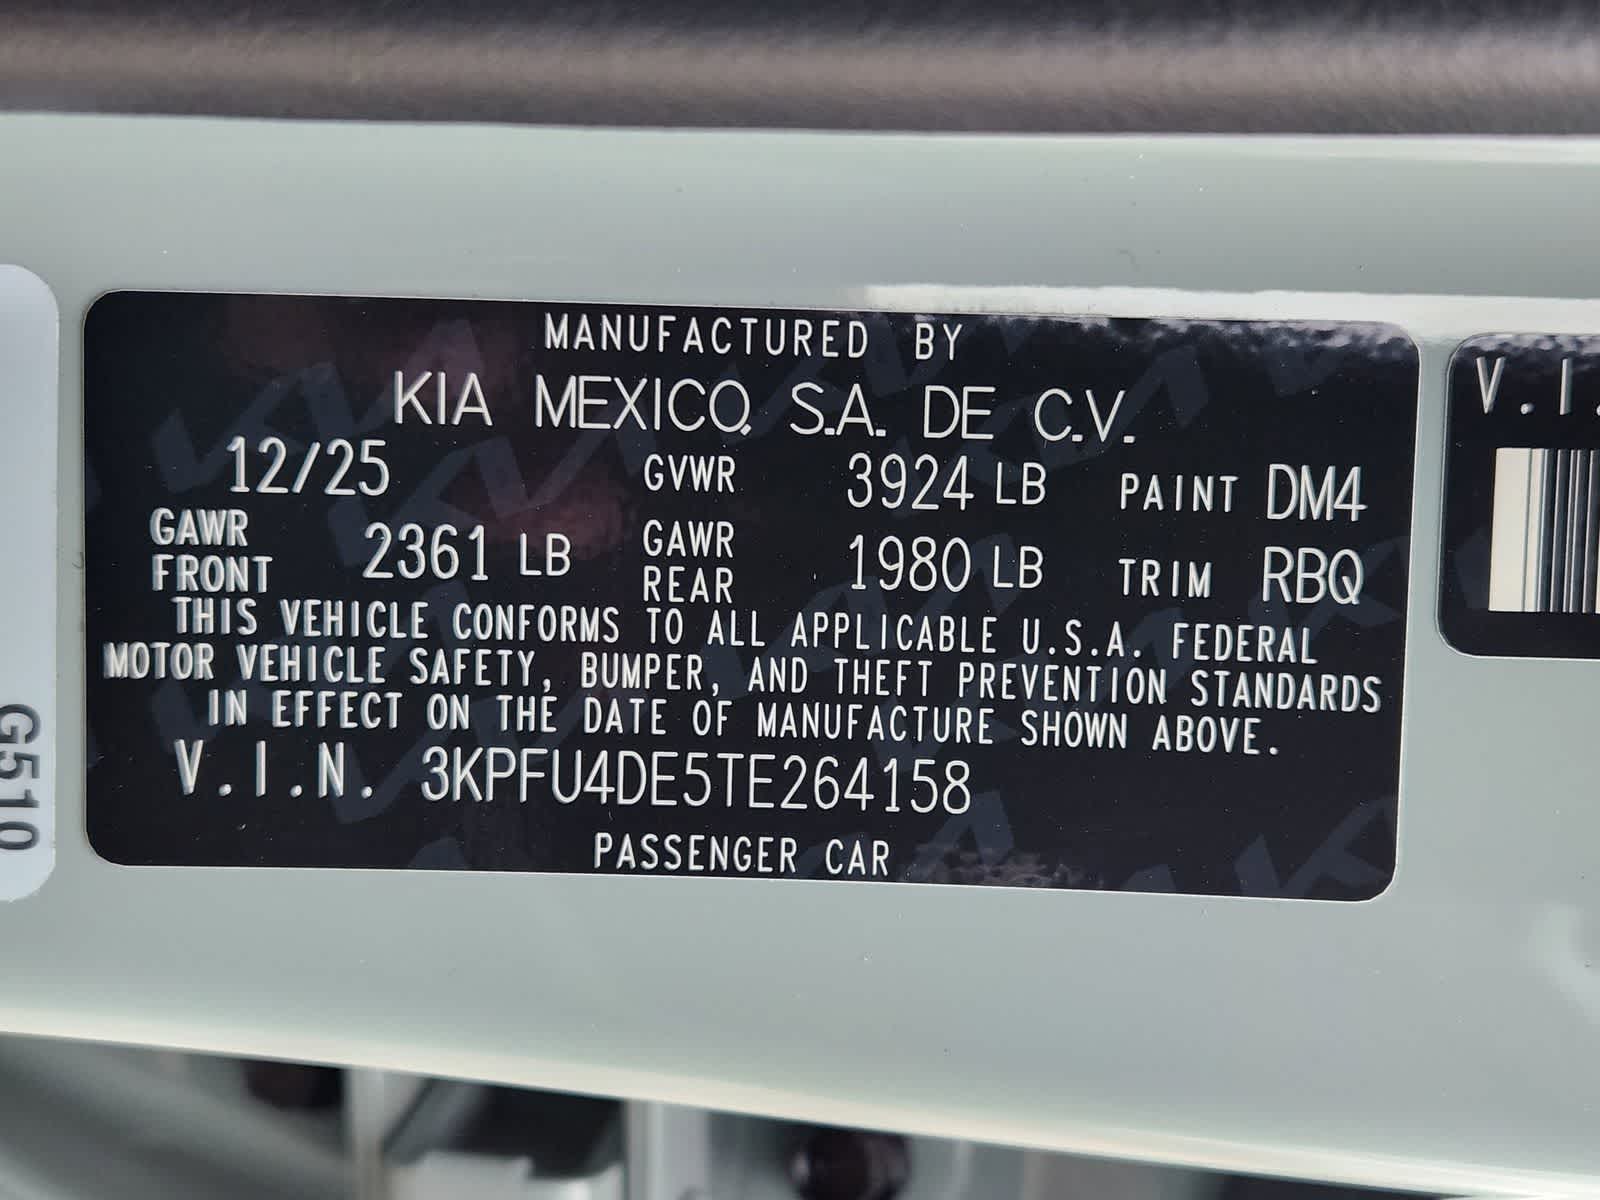 MANUFACTURED BY
KIA MEXICO, S.A. DE C.V.
12/25 GVWR 3924 LB PAINT DM4
GAWR FRONT 2361 LB GAWR REAR 1980 LB TRIM RBQ
THIS VEHICLE CONFORMS TO ALL APPLICABLE U.S.A. FEDERAL
MOTOR VEHICLE SAFETY, BUMPER, AND THEFT PREVENTION STANDARDS
IN EFFECT ON THE DATE OF MANUFACTURE SHOWN ABOVE.
V.I.N. 3KPFU4DE5TE264158
PASSENGER CAR
V.I.
G510